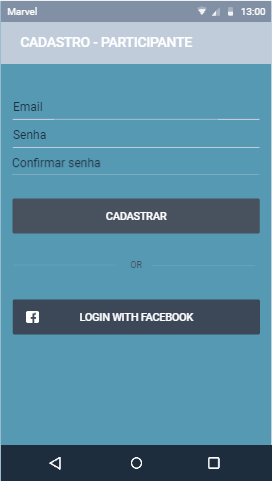 Marvel 13:00
CADASTRO - PARTICIPANTE
Email
Senha
Confirmar senha
CADASTRAR
OR
LOGIN WITH FACEBOOK